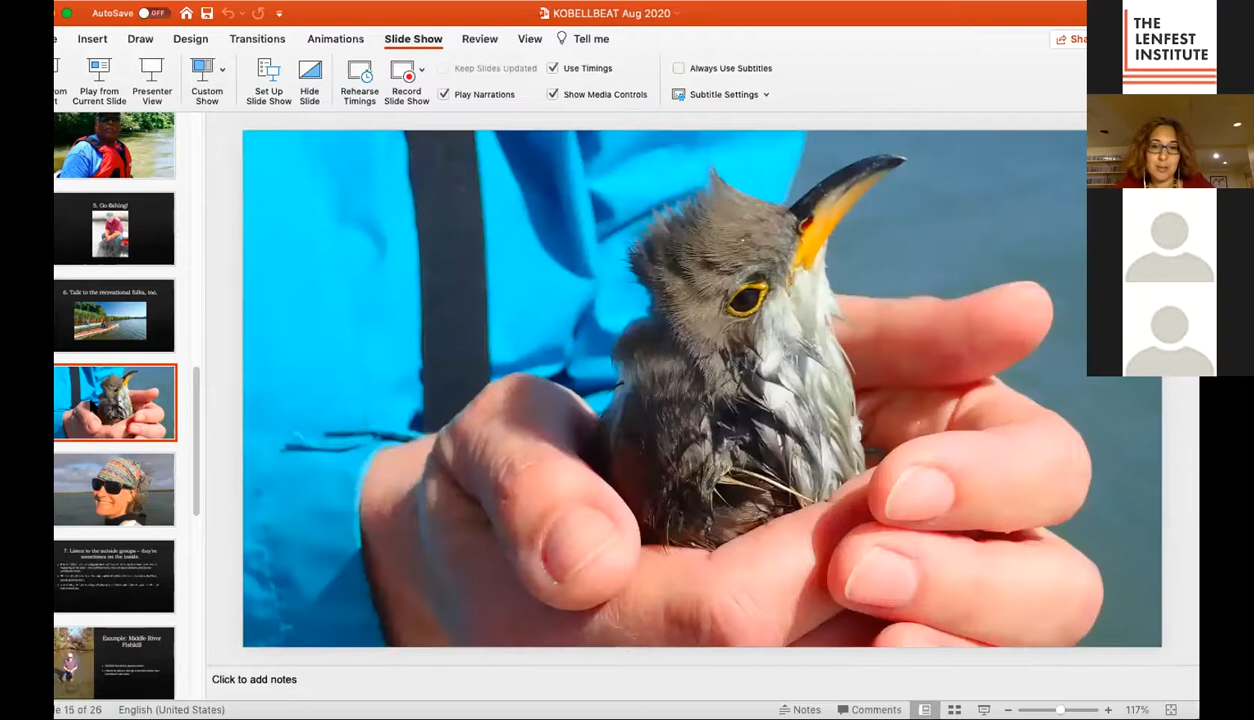 AutoSave OFF
KOBELLBEAT Aug 2020
Insert Draw Design Transitions Animations Slide Show Review View Tell me
Play from
Current Slide
Presenter
View
Custom
Show
Set Up
Slide Show
Hide
Slide
Rehearse
Timings
Record
Slide Show
Keep Slides Updated
Play Narrations
Use Timings
Show Media Controls
Always Use Subtitles
Subtitle Settings
THE
LENFEST
INSTITUTE
5. Go fishing!
6. Talk to the recreational folks, too.
7. Listen to the outside groups – they're
sometimes on the inside.
Example: Middle River
Fishkill
Click to add notes
15 of 26 English (United States) Notes Comments 117%